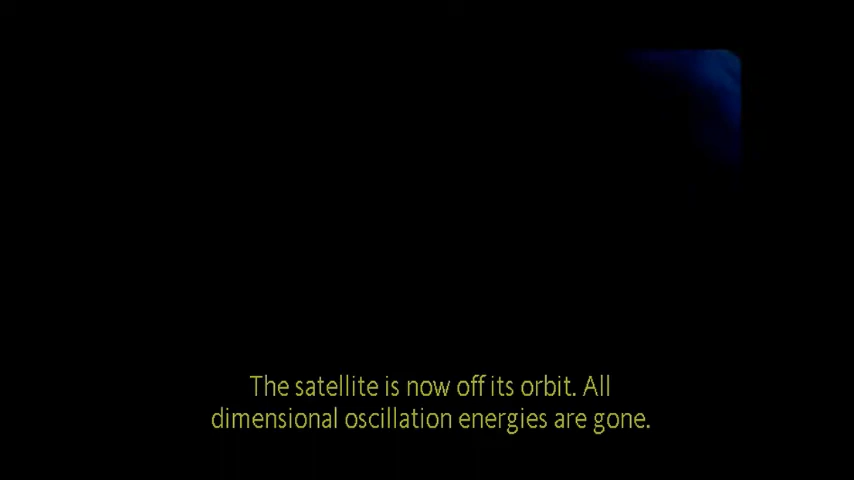 The satellite is now off its orbit. All
dimensional oscillation energies are gone.